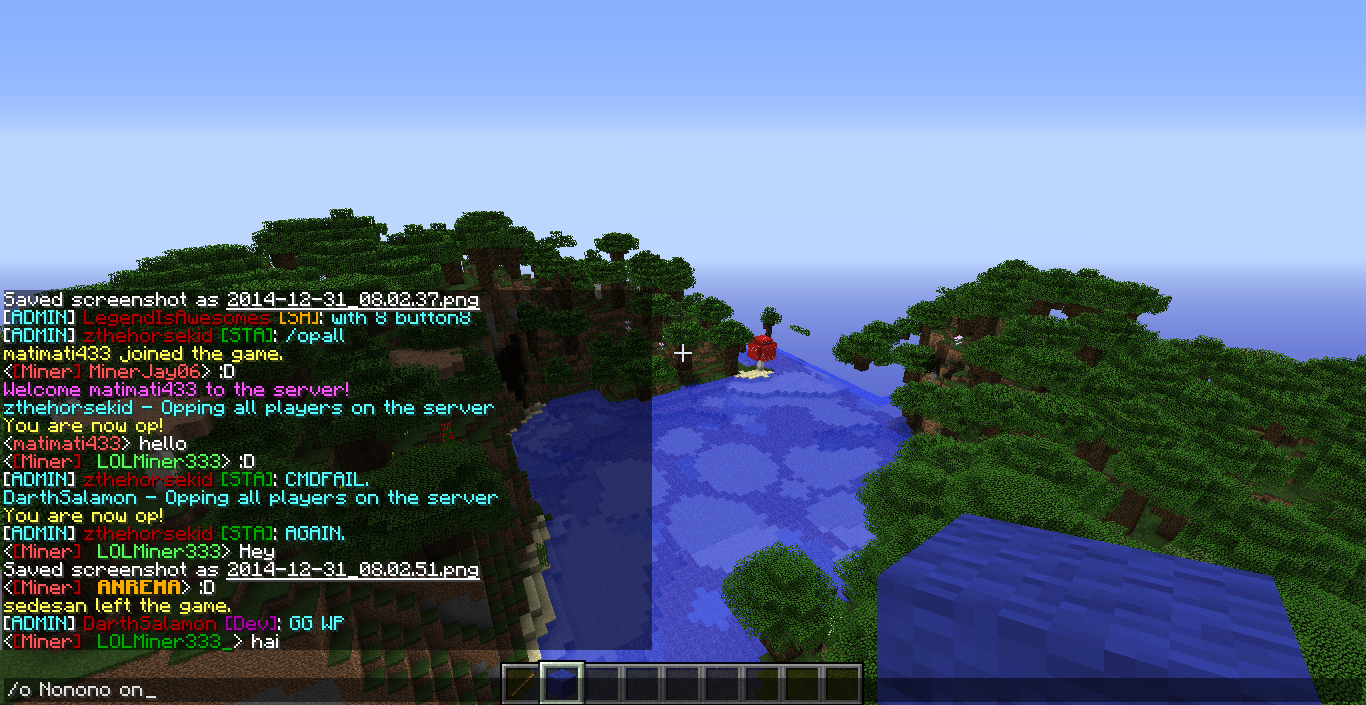 Saved screenshot as 2014-12-31_08.02.37.png
[ADMIN] LegendIsAwesomes [SA]: with 8 button8
[ADMIN] zthehorsekid [STA]: /opall
matimati433 joined the game.
<[Miner] MinerJay06> :D
Welcome matimati433 to the server!
zthehorsekid - Opping all players on the server
You are now op!
<matimati433> hello
<[Miner] LOLMiner333> :D
[ADMIN] zthehorsekid [STA]: CMDFAIL.
DarthSalamon - Opping all players on the server
You are now op!
[ADMIN] zthehorsekid [STA]: AGAIN.
<[Miner] LOLMiner333> Hey
Saved screenshot as 2014-12-31_08.02.51.png
<[Miner] ANREMA> :D
sedesan left the game.
[ADMIN] DarthSalamon [Dev]: GG WP
<[Miner] LOLMiner333_> hai
/o Nonono on_